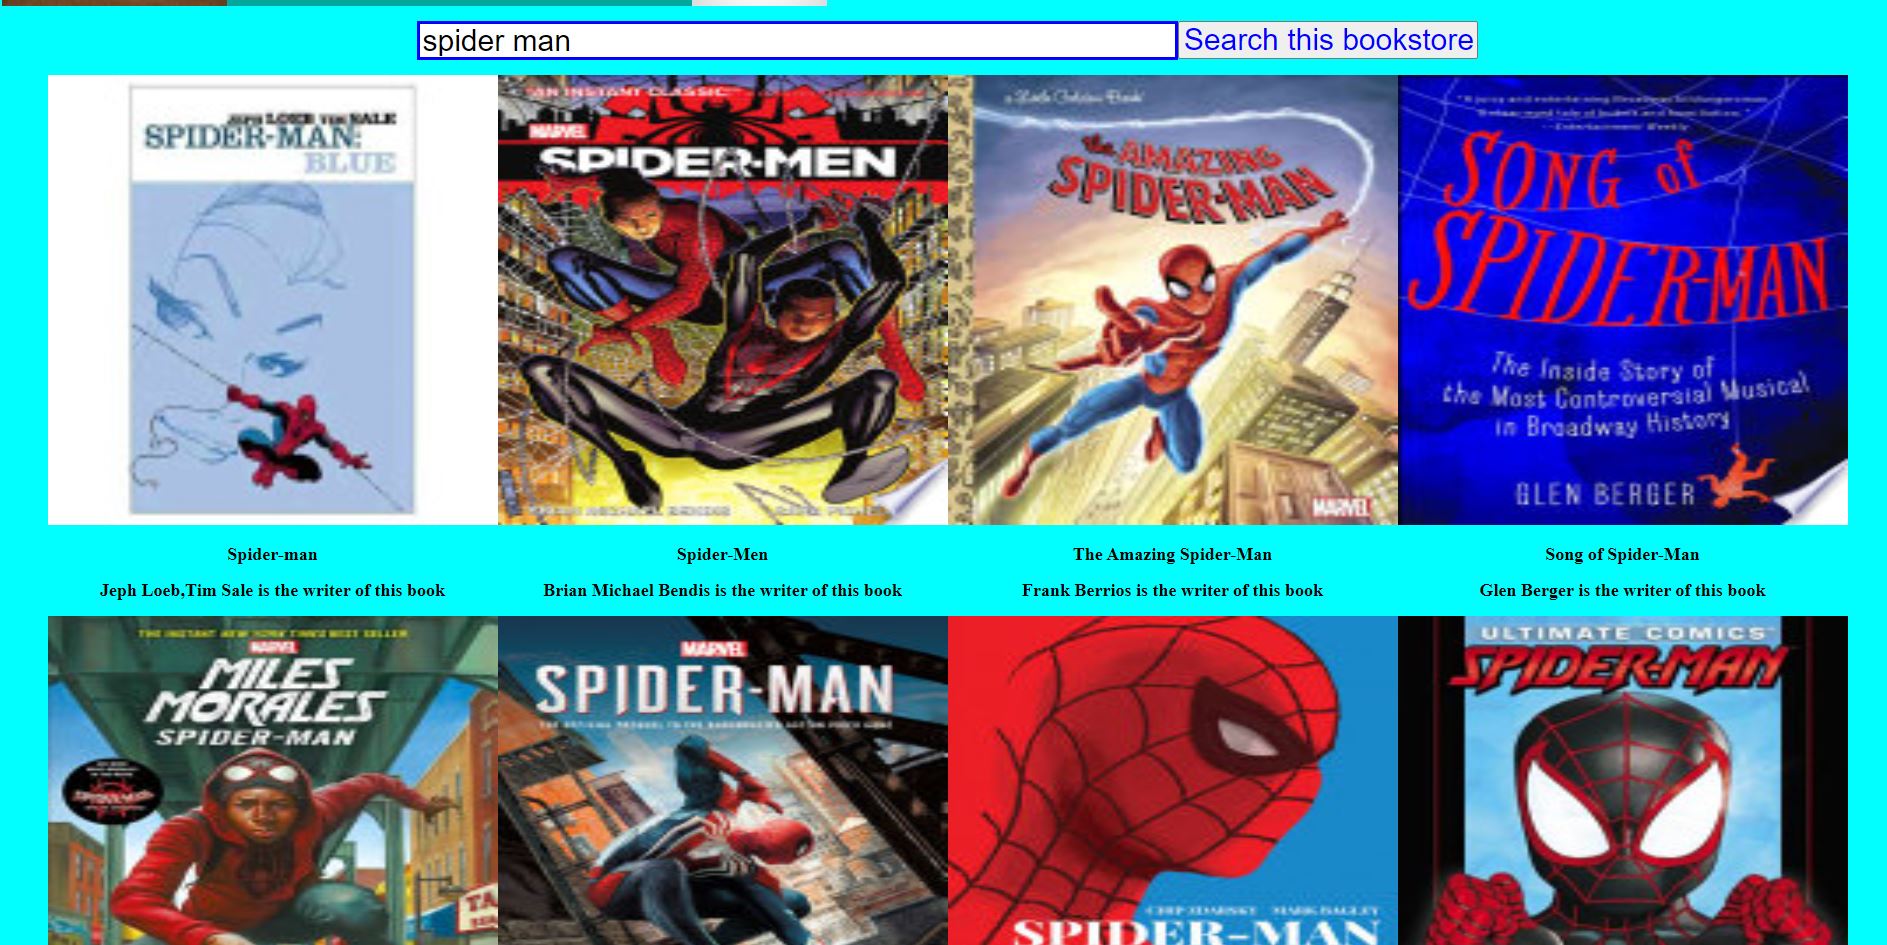 spider man
Search this bookstore
JEPH LOEB TIM SALE
SPIDER-MAN:
BLUE
"AN INSTANT CLASSIC"
MARVEL
SPIDER-MEN
a Little Golden Book
the AMAZING
SPIDER-MAN
MARVEL
SONG of
SPIDER-MAN
The Inside Story of
the Most Controversial Musical
in Broadway History
GLEN BERGER
Spider-man
Spider-Men
The Amazing Spider-Man
Song of Spider-Man
Jeph Loeb,Tim Sale is the writer of this book
Brian Michael Bendis is the writer of this book
Frank Berrios is the writer of this book
Glen Berger is the writer of this book
THE INSTANT NEW YORK TIMES BEST SELLER
MARVEL
MILES
MORALES
SPIDER-MAN
MARVEL
SPIDER-MAN
CHIP ZDARSKY MARK BAGLEY
SPIDER-MAN
ULTIMATE COMICS
SPIDER-MAN